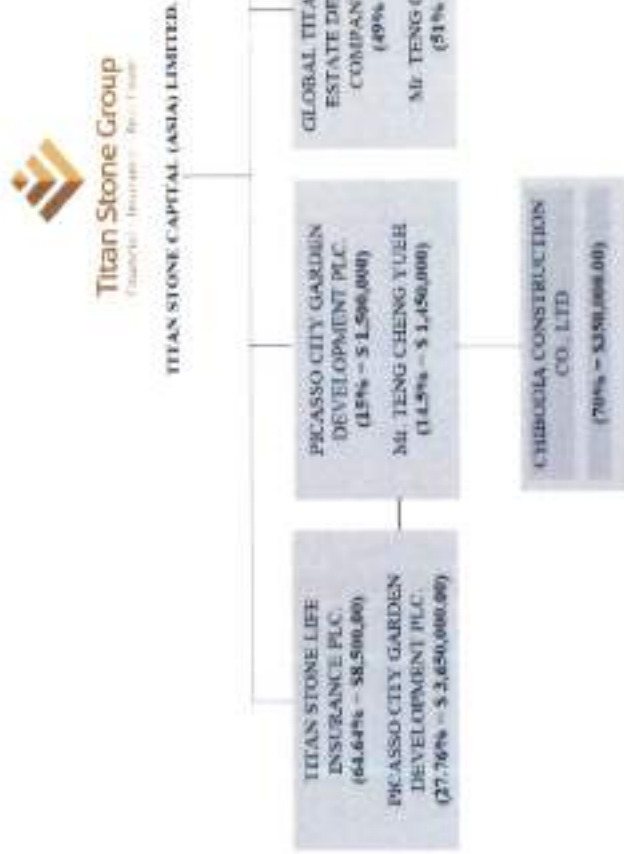 Titan Stone Group
TITAN STONE CAPITAL (ASIA) LIMITED.
TITAN STONE LIFE
INSURANCE PLC.
(64.64% – $8,500,00)
PICASSO CITY GARDEN
DEVELOPMENT PLC.
(27.76% – $ 3,650,000.00)
PICASSO CITY GARDEN
DEVELOPMENT PLC.
(15% – $ 1,500,000)
Mr. TENG CHENG YUEH
(14.5% – $ 1,450,000)
CHIBODIA CONSTRUCTION
CO., LTD
(70% – $350,000.00)
GLOBAL TITA
ESTATE DE
COMPAN
(49%
Mr. TENG C
(51%